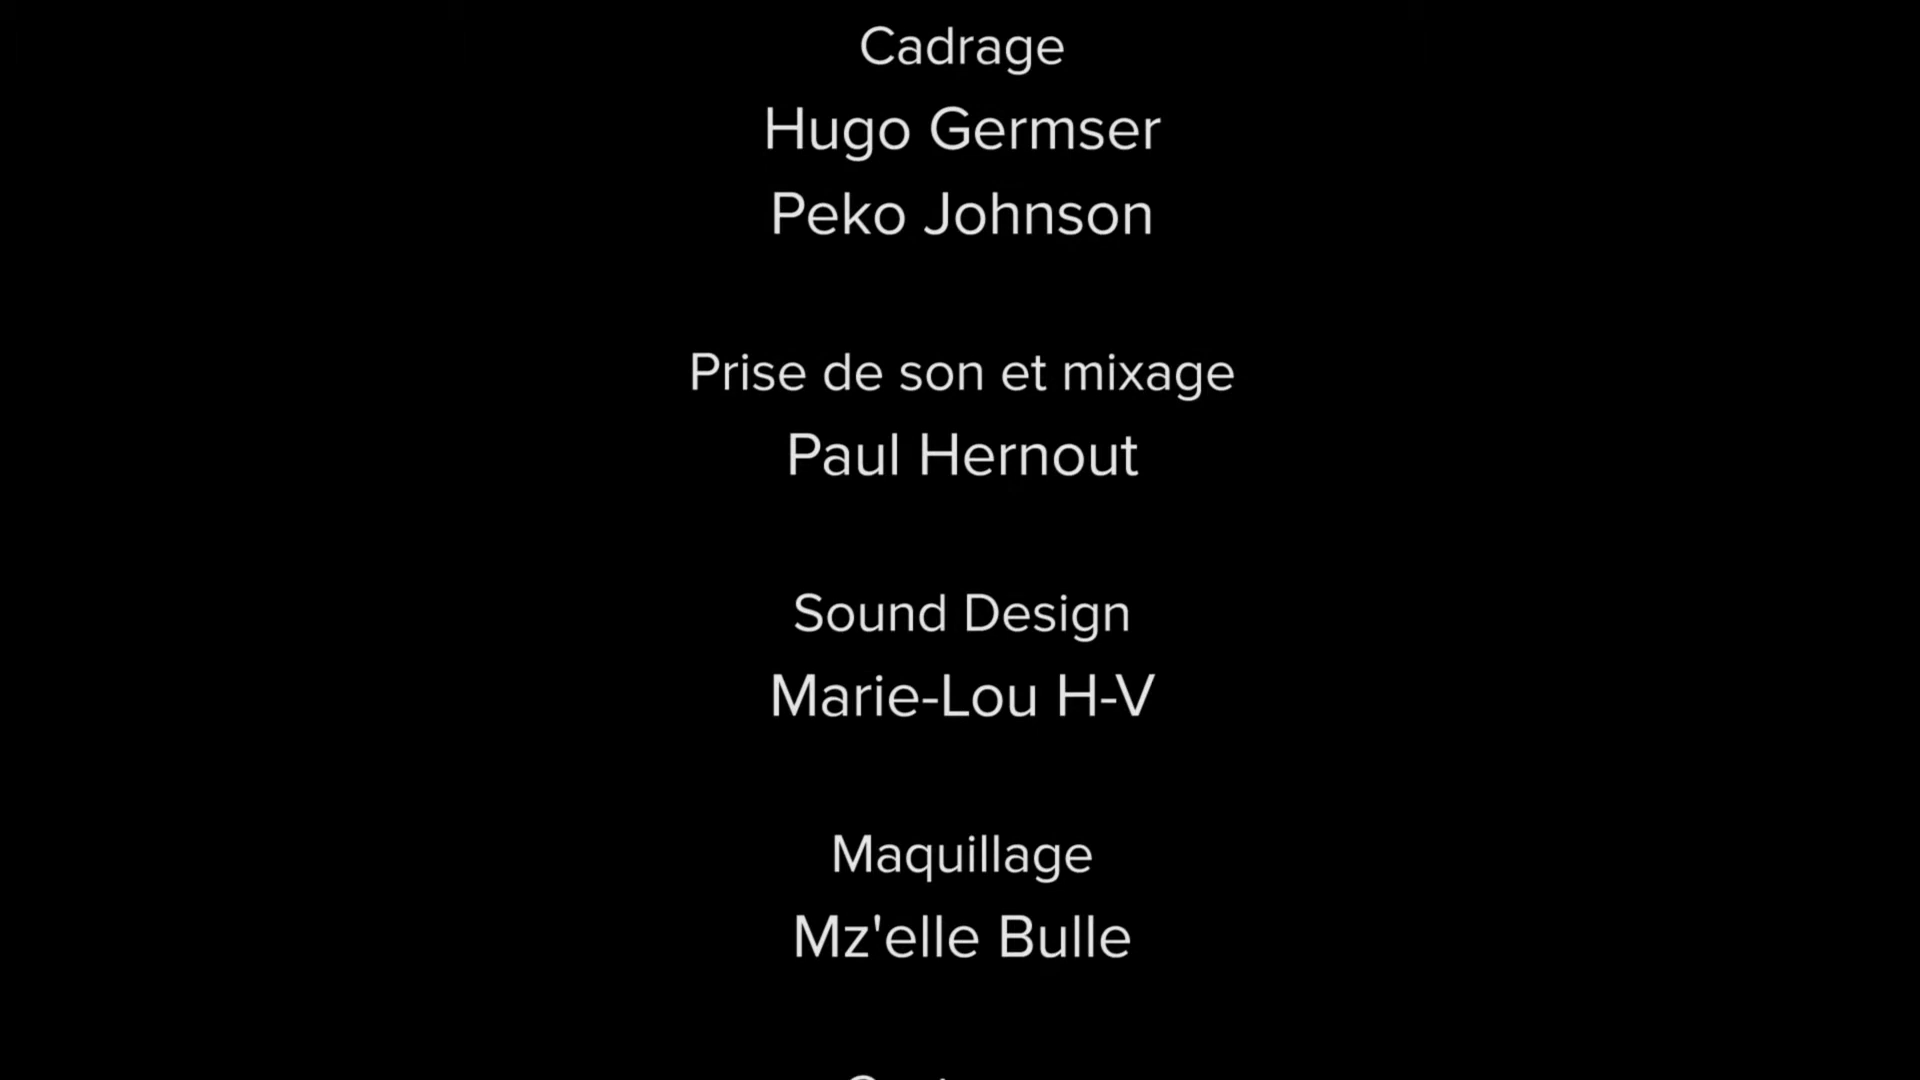 Cadrage
Hugo Germser
Peko Johnson
Prise de son et mixage
Paul Hernout
Sound Design
Marie-Lou H-V
Maquillage
Mz'elle Bulle